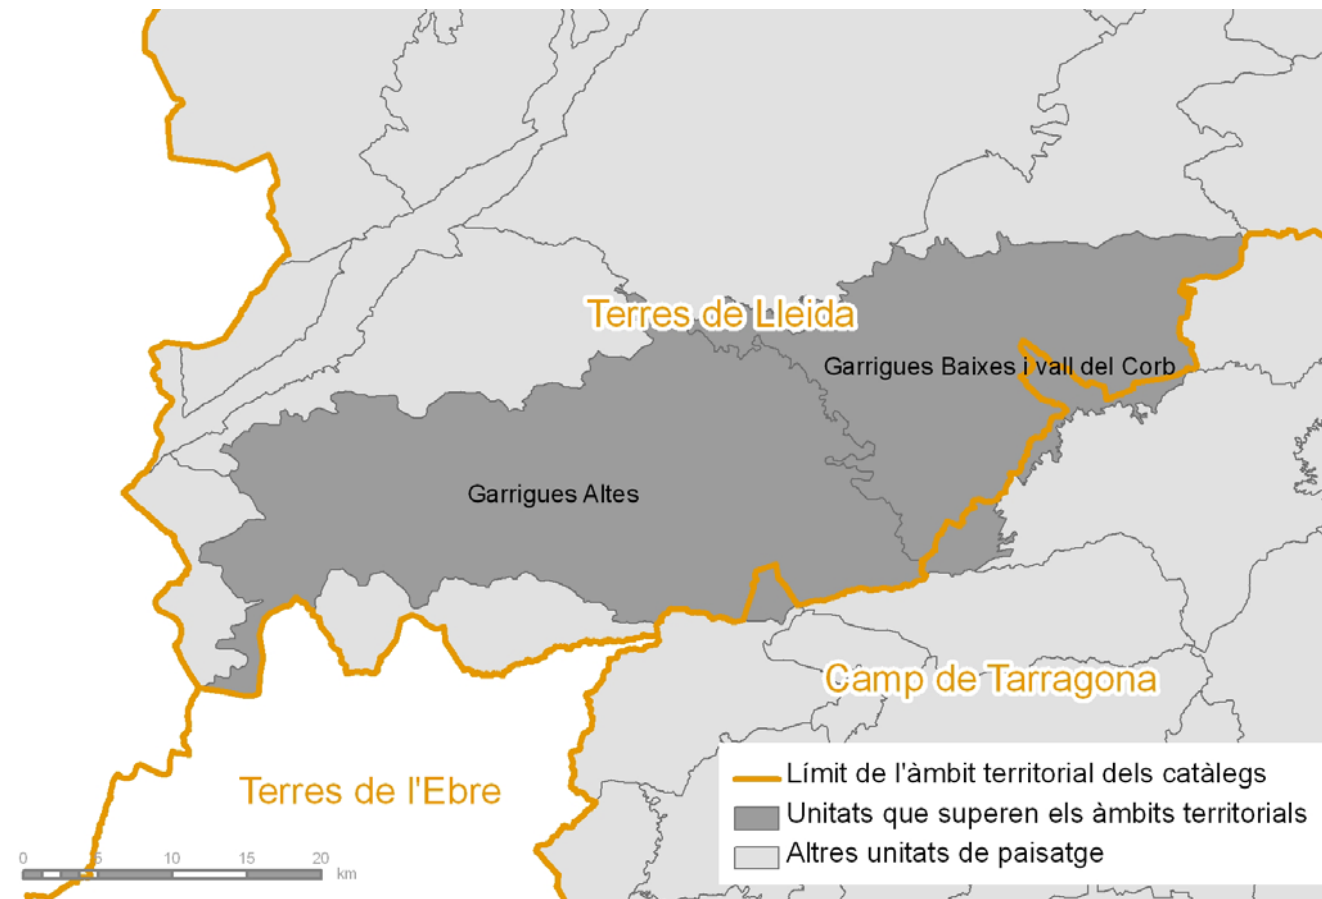 Terres de Lleida
Garrigues Baixes i vall del Corb
Garrigues Altes
Camp de Tarragona
Terres de l'Ebre
Límit de l'àmbit territorial dels catàlegs
Unitats que superen els àmbits territorials
Altres unitats de paisatge
0 5 10 15 20
km